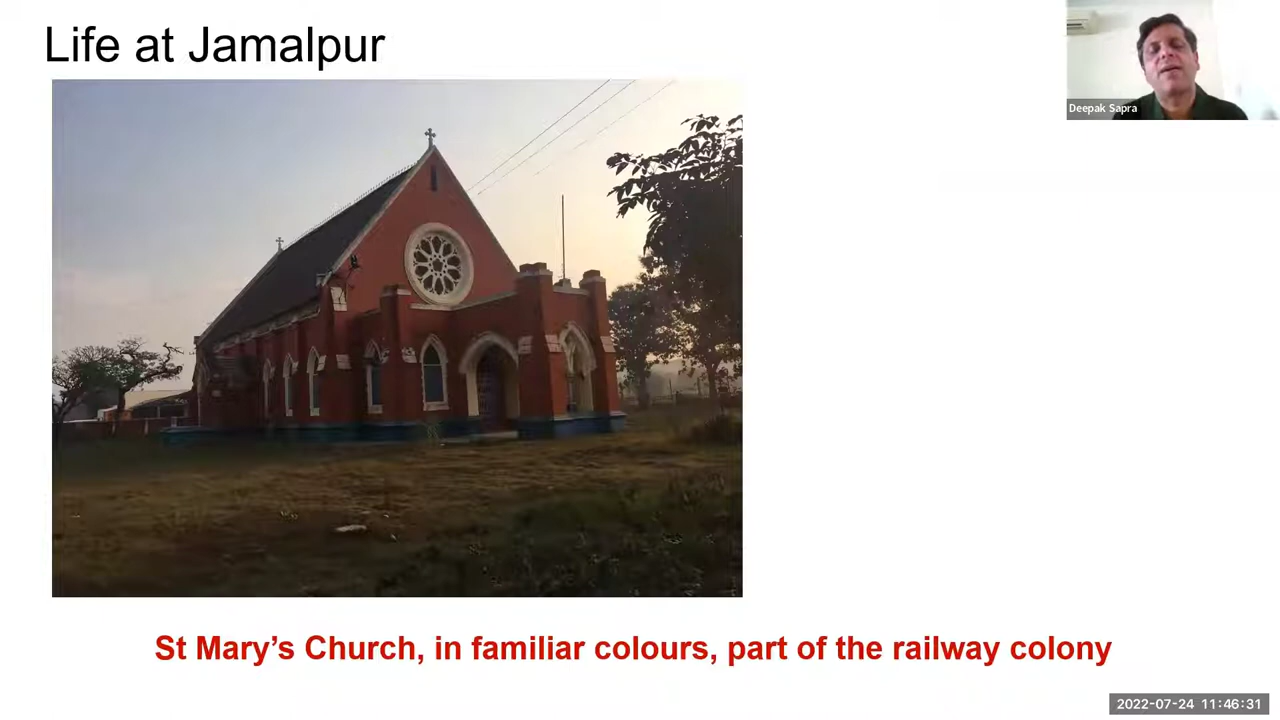 Life at Jamalpur
Deepak Sapra
St Mary's Church, in familiar colours, part of the railway colony
2022-07-24 11:46:31